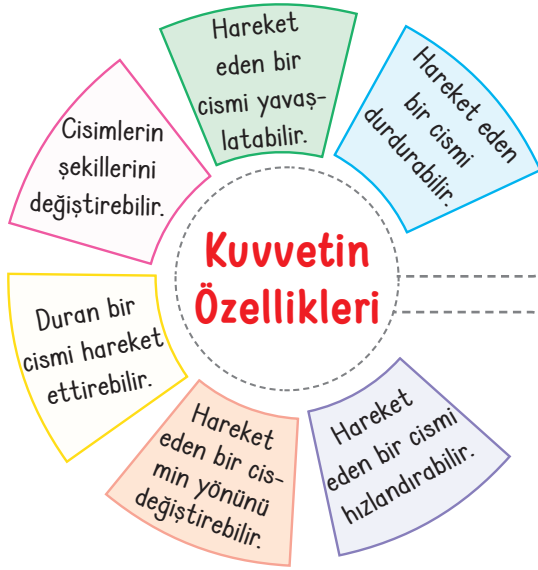 Hareket
eden bir
cismi yavaş-
latabilir.
Hareket eden
bir cismi
durdurabilir.
Cisimlerin
şekillerini
değiştirebilir.
Kuvvetin
Özellikleri
Duran bir
cismi hareket
ettirebilir.
Hareket
eden bir cis-
min yönünü
değiştirebilir.
Hareket
eden bir cismi
hızlandırabilir.